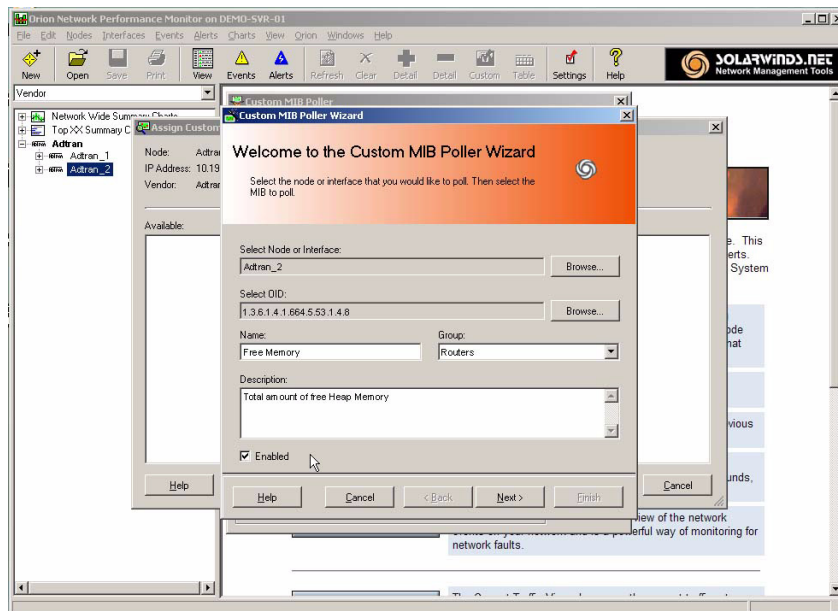 Orion Network Performance Monitor on DEMO-SVR-01
File Edit Nodes Interfaces Events Alerts Charts View Orion Windows Help
New Open Save Print View Events Alerts Refresh Clear Detail Detail Custom Table Settings Help
SOLARWINDS.NET
Network Management Tools
Vendor
Network Wide Summary Charts
Top XX Summary C
Adtran
Adtran_1
Adtran_2
Custom MIB Poller
Assign Custom
Node: Adtra
IP Address: 10.19
Vendor: Adtra
Available:
Help
Cancel
Custom MIB Poller Wizard
Welcome to the Custom MIB Poller Wizard
Select the node or interface that you would like to poll. Then select the
MIB to poll.
Select Node or Interface:
Adtran_2 Browse...
Select OID:
1.3.6.1.4.1.664.5.53.1.4.8 Browse...
Name: Group:
Free Memory Routers
Description:
Total amount of free Heap Memory
Enabled
Help Cancel < Back Next > Finish
e. This
erts.
System
ode
hat
vious
unds,
view of the network
powerful way of monitoring for
network faults.